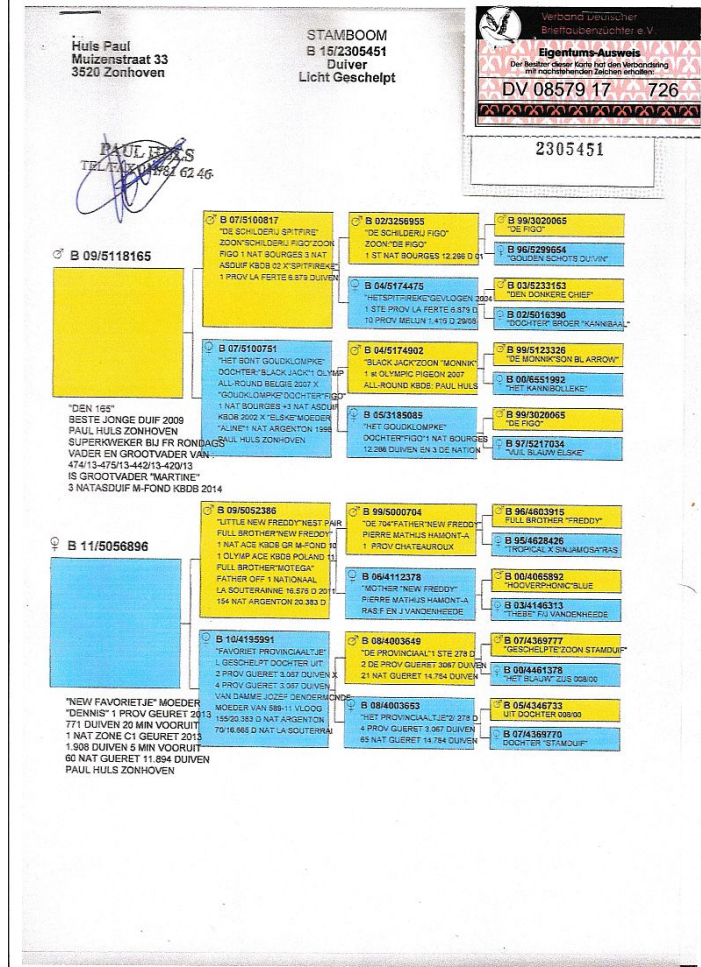 Huls Paul
Muizenstraat 33
3520 Zonhoven
STAMBOOM
B 15/2305451
Duiver
Licht Geschelpt
Verband Deutscher
Brieftaubenzüchter e.V.
Eigentums-Ausweis
Der Besitzer dieser Karte hat den Verbandsring
mit nachstehenden Zeichen erhalten:
DV 08579 17 726
2305451
PAUL HULS
81 62 46
♂ B 09/5118165
"DEN 165"
BESTE JONGE DUIF 2009
PAUL HULS ZONHOVEN
SUPERKWEKER BIJ FR RONDAGS
VADER EN GROOTVADER VAN :
474/13-475/13-442/13-420/13
IS GROOTVADER "MARTINE"
3 NATASDUIF M-FOND KBDB 2014
♂ B 07/5100817
"DE SCHILDERIJ SPITFIRE"
ZOON"SCHILDERIJ FIGO"ZOON
FIGO 1 NAT BOURGES 3 NAT
ASDUIF KBDB 02 X"SPITFIREKE"
1 PROV LA FERTE 6.879 DUIVEN
♀ B 07/5100751
"HET BONT GOUDKLOMPKE"
DOCHTER"BLACK JACK"1 OLYMP
ALL-ROUND BELGIE 2007 X
"GOUDKLOMPKE"DOCHTER"FIGO"
1 NAT BOURGES +3 NAT ASDUIF
KBDB 2002 X "ELSKE"MOEDER
"ALINE"1 NAT ARGENTON 1998
PAUL HULS ZONHOVEN
♂ B 02/3256955
"DE SCHILDERIJ FIGO"
ZOON:"DE FIGO"
1 ST NAT BOURGES 12.266 D 01
♀ B 04/5174475
"HETSPITFIREKE"GEVLOGEN 2004
1 STE PROV LA FERTE 6.879 D
10 PROV MELUN 1.416 D 29/08
♂ B 04/5174902
"BLACK JACK"ZOON "MONNIK"
1 st OLYMPIC PIGEON 2007
ALL-ROUND KBDB: PAUL HULS
♀ B 05/3185085
"HET GOUDKLOMPKE"
DOCHTER"FIGO"1 NAT BOURGES
12.266 DUIVEN EN 3 DE NATION
♂ B 99/3020065
"DE FIGO"
♀ B 96/5299654
"GOUDEN SCHOTS DUIVIN"
♂ B 03/5233153
"DEN DONKERE CHIEF"
♀ B 02/5016390
"DOCHTER" BROER "KANNIBAAL"
♂ B 99/5123326
"DE MONNIK"SON BL ARROW"
♀ B 00/6551992
"HET KANNIBOLLEKE"
♂ B 99/3020065
"DE FIGO"
♀ B 97/5217034
"VUIL BLAUW ELSKE"
♀ B 11/5056896
"NEW FAVORIETJE" MOEDER
"DENNIS" 1 PROV GEURET 2013
771 DUIVEN 20 MIN VOORUIT
1 NAT ZONE C1 GEURET 2013
1.908 DUIVEN 5 MIN VOORUIT
60 NAT GUERET 11.894 DUIVEN
PAUL HULS ZONHOVEN
♂ B 09/5052386
"LITTLE NEW FREDDY"NEST PAIR
FULL BROTHER"NEW FREDDY"
1 NAT ACE KBDB GR M-FOND 10
1 OLYMP ACE KBDB POLAND 11
FULL BROTHER"MOTEGA"
FATHER OFF 1 NATIONAAL
LA SOUTERAINNE 16.576 D 2011
154 NAT ARGENTON 20.383 D
♀ B 10/4195991
"FAVORIET PROVINCIAALTJE"
L GESCHELPT DOCHTER UIT
2 PROV GUERET 3.067 DUIVEN X
4 PROV GUERET 3.067 DUIVEN
VAN DAMME JOZEF DENDERMONDE
MOEDER VAN 589-11 VLOOG
155/20.383 D NAT ARGENTON
70/16.665 D NAT LA SOUTERRAI
♂ B 99/5000704
"DE 704"FATHER"NEW FREDDY"
PIERRE MATHIJS HAMONT-A
1 PROV CHATEAUROUX
♀ B 06/4112378
"MOTHER "NEW FREDDY"
PIERRE MATHIJS HAMONT-A
RAS:F EN J VANDENHEEDE
♂ B 08/4003649
"DE PROVINCIAAL"1 STE 278 D
2 DE PROV GUERET 3067 DUIVEN
21 NAT GUERET 14.764 DUIVEN
♀ B 08/4003653
"HET PROVINCIAALTJE"2/ 278 D
4 PROV GUERET 3.067 DUIVEN
65 NAT GUERET 14.764 DUIVEN
♂ B 96/4603915
FULL BROTHER "FREDDY"
♀ B 95/4628426
"TROPICAL X SINJAMOSA"RAS
♂ B 00/4065892
"HOOVERPHONIC"BLUE
♀ B 03/4146313
"THEBE" F/J VANDENHEEDE
♂ B 07/4369777
"GESCHELPTE"ZOON STAMDUIF"
♀ B 00/4461378
"HET BLAUW" ZUS 008/00
♂ B 05/4346733
UIT DOCHTER 008/00
♀ B 07/4369770
DOCHTER "STAMDUIF"